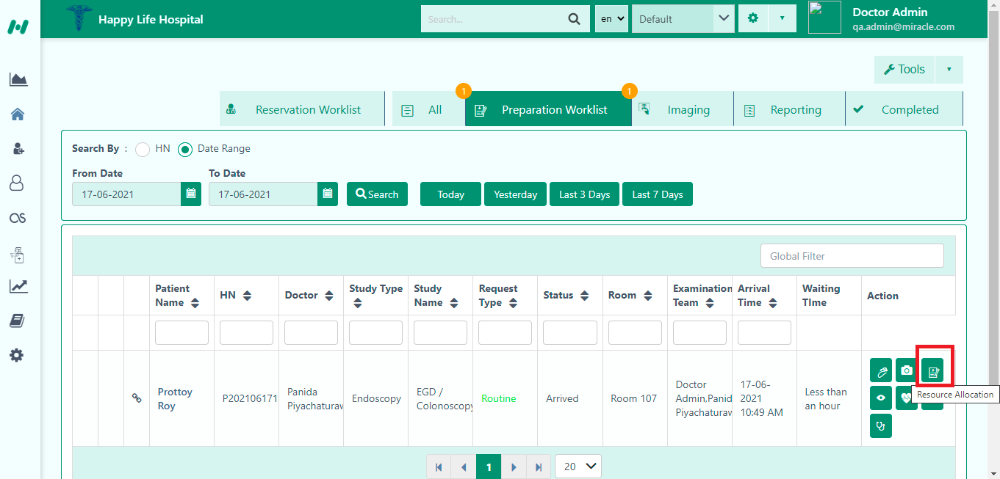 Happy Life Hospital
Search...
en
Default
Doctor Admin
qa.admin@miracle.com
Tools
1
1
Reservation Worklist
All
Preparation Worklist
Imaging
Reporting
Completed
Search By : HN Date Range
From Date To Date
17-06-2021 17-06-2021 Search Today Yesterday Last 3 Days Last 7 Days
Global Filter
Patient Name
HN
Doctor
Study Type
Study Name
Request Type
Status
Room
Examination Team
Arrival Time
Waiting TIme
Action
Prottoy Roy
P202106171
Panida
Endoscopy
EGD /
Colonoscopy
Routine
Arrived
Room 107
Doctor
Admin,Panid
17-06-
2021
10:49 AM
Less than
an hour
Resource Allocation
1
20